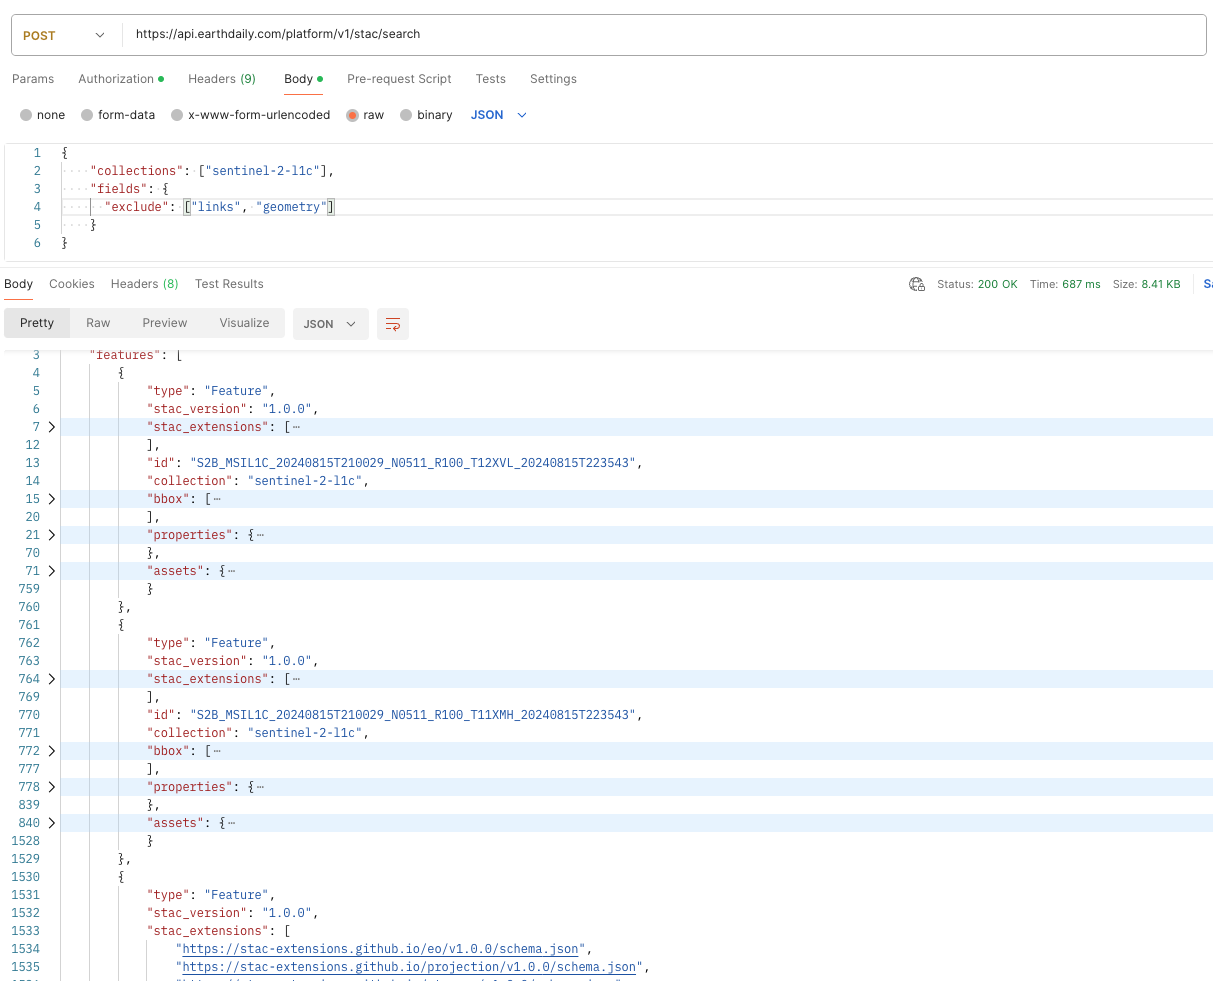 POST https://api.earthdaily.com/platform/v1/stac/search
Params Authorization Headers (9) Body Pre-request Script Tests Settings
none form-data x-www-form-urlencoded raw binary JSON
1 {
2 "collections": ["sentinel-2-l1c"],
3 "fields": {
4 "exclude": ["links", "geometry"]
5 }
6 }
Body Cookies Headers (8) Test Results Status: 200 OK Time: 687 ms Size: 8.41 KB Sa
Pretty Raw Preview Visualize JSON
3 "features": [
4 {
5 "type": "Feature",
6 "stac_version": "1.0.0",
7 "stac_extensions": [⋯
12 ],
13 "id": "S2B_MSIL1C_20240815T210029_N0511_R100_T12XVL_20240815T223543",
14 "collection": "sentinel-2-l1c",
15 "bbox": [⋯
20 ],
21 "properties": {⋯
70 },
71 "assets": {⋯
759 }
760 },
761 {
762 "type": "Feature",
763 "stac_version": "1.0.0",
764 "stac_extensions": [⋯
769 ],
770 "id": "S2B_MSIL1C_20240815T210029_N0511_R100_T11XMH_20240815T223543",
771 "collection": "sentinel-2-l1c",
772 "bbox": [⋯
777 ],
778 "properties": {⋯
839 },
840 "assets": {⋯
1528 }
1529 },
1530 {
1531 "type": "Feature",
1532 "stac_version": "1.0.0",
1533 "stac_extensions": [
1534 "https://stac-extensions.github.io/eo/v1.0.0/schema.json",
1535 "https://stac-extensions.github.io/projection/v1.0.0/schema.json",